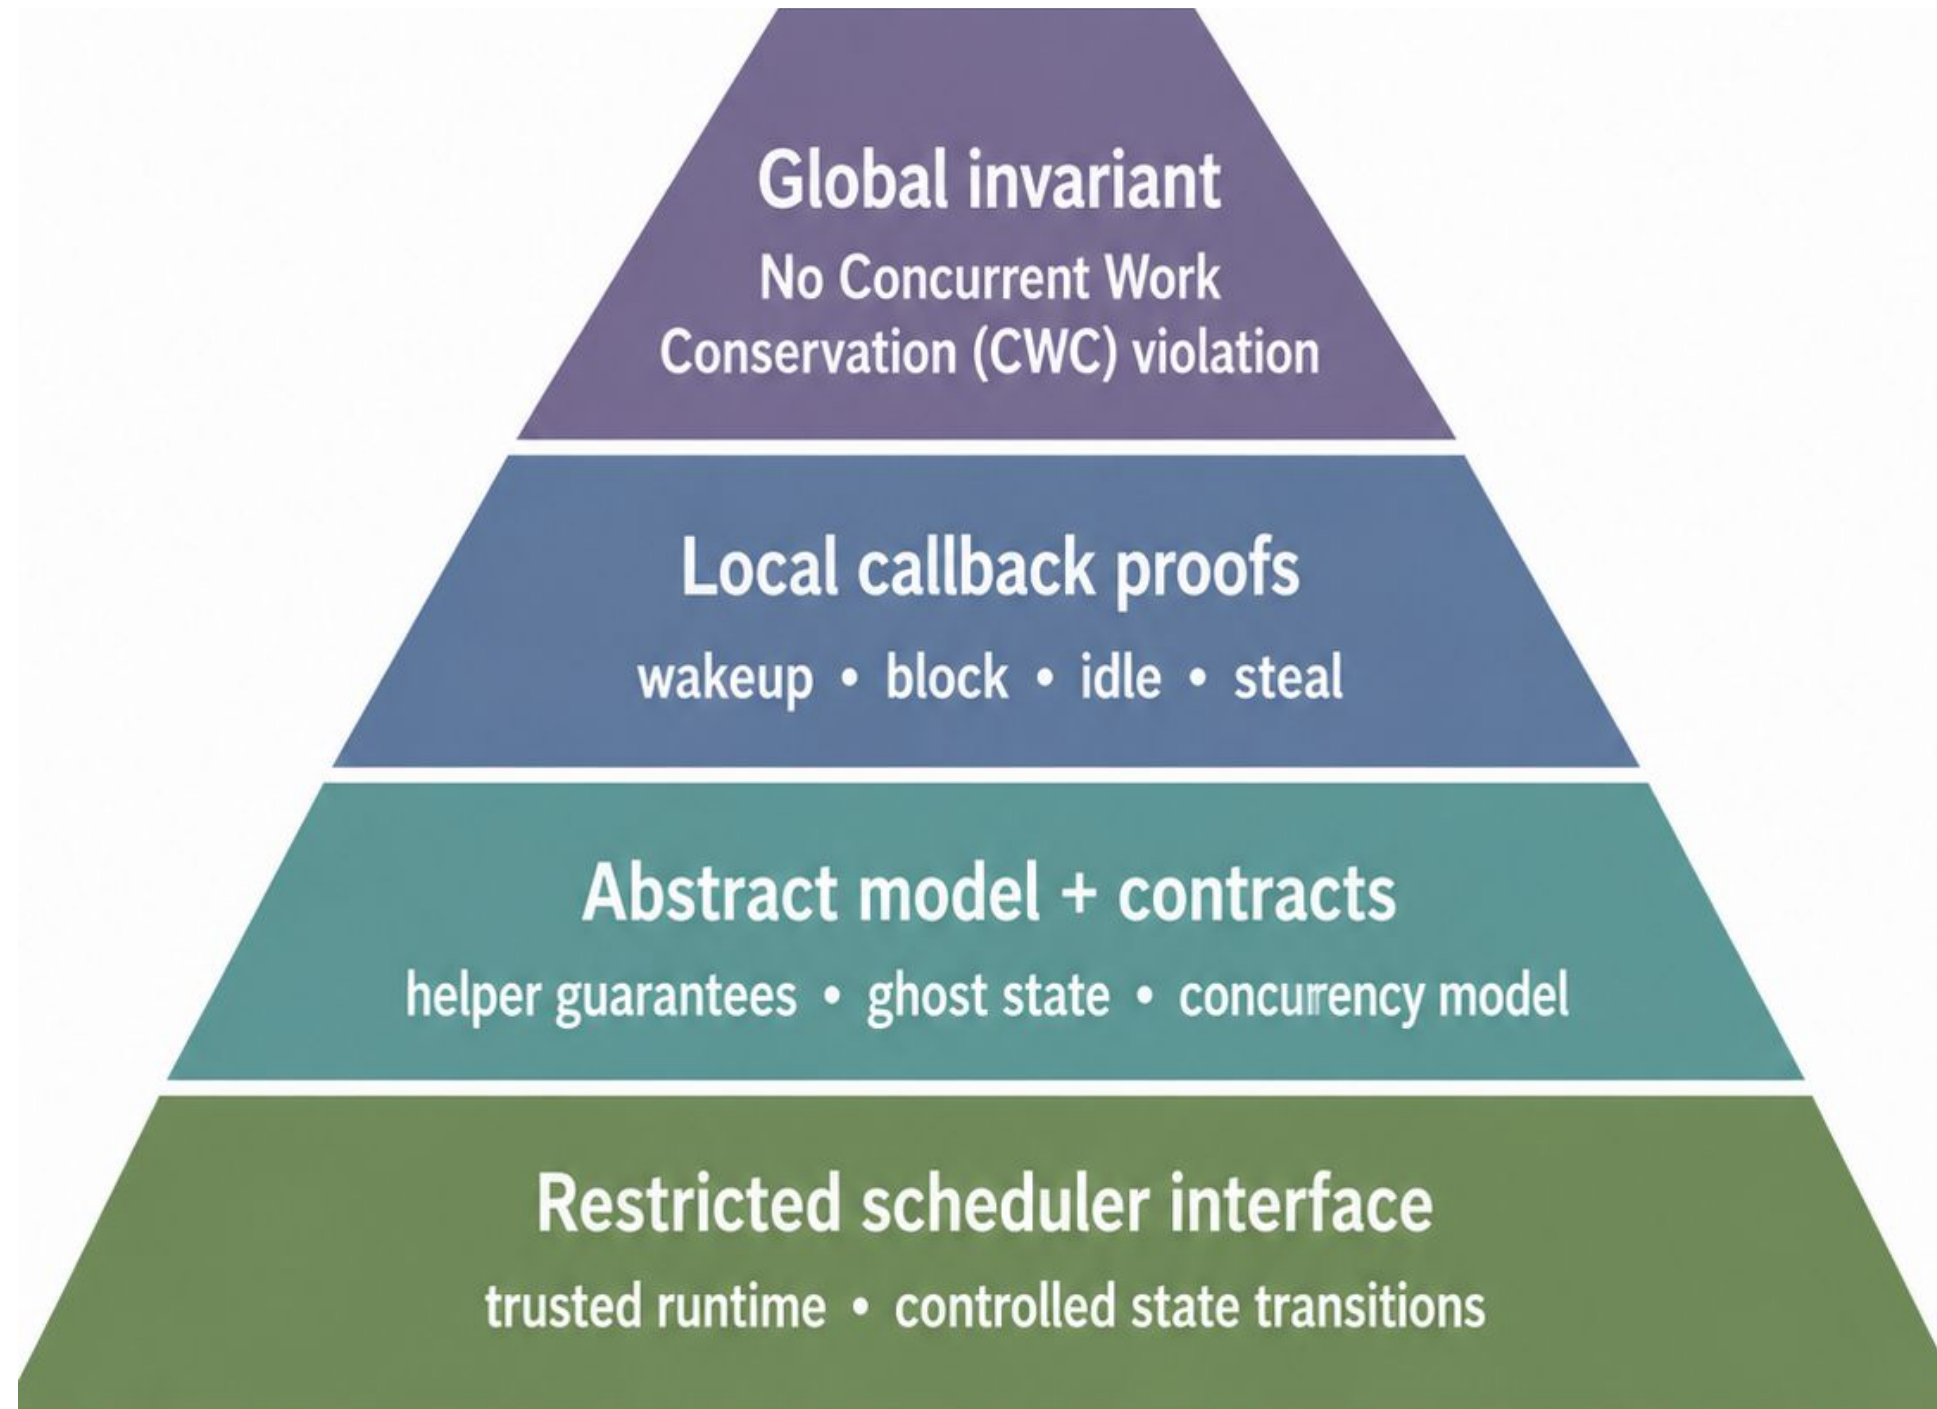 Global invariant
No Concurrent Work
Conservation (CWC) violation
Local callback proofs
wakeup • block • idle • steal
Abstract model + contracts
helper guarantees • ghost state • concurrency model
Restricted scheduler interface
trusted runtime • controlled state transitions